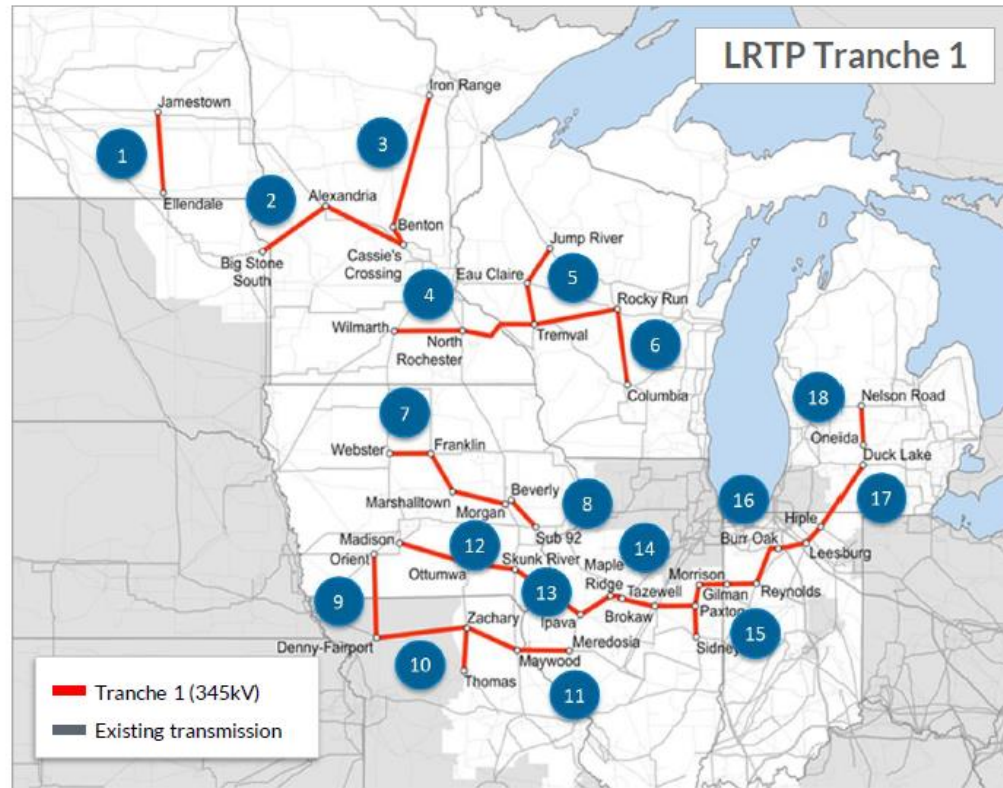 LRTP Tranche 1
Iron Range
Jamestown
3
1
Ellendale
2
Alexandria
Benton
Big Stone
South
Cassie's
Crossing
Jump River
Eau Claire
5
4
Rocky Run
Wilmarth
North
Rochester
Tremval
6
Columbia
7
18
Nelson Road
Webster
Franklin
Oneida
Duck Lake
Marshalltown
Morgan
Beverly
8
16
17
Sub 92
Hiple
Madison
Orient
12
14
Burr Oak
Leesburg
Ottumwa
Skunk River
Maple
Ridge
Morrison
13
Tazewell
Gilman
Reynolds
9
Ipava
Brokaw
Paxton
Zachary
Meredosia
15
Sidney
Denny-Fairport
10
Maywood
Thomas
11
Tranche 1 (345kV)
Existing transmission